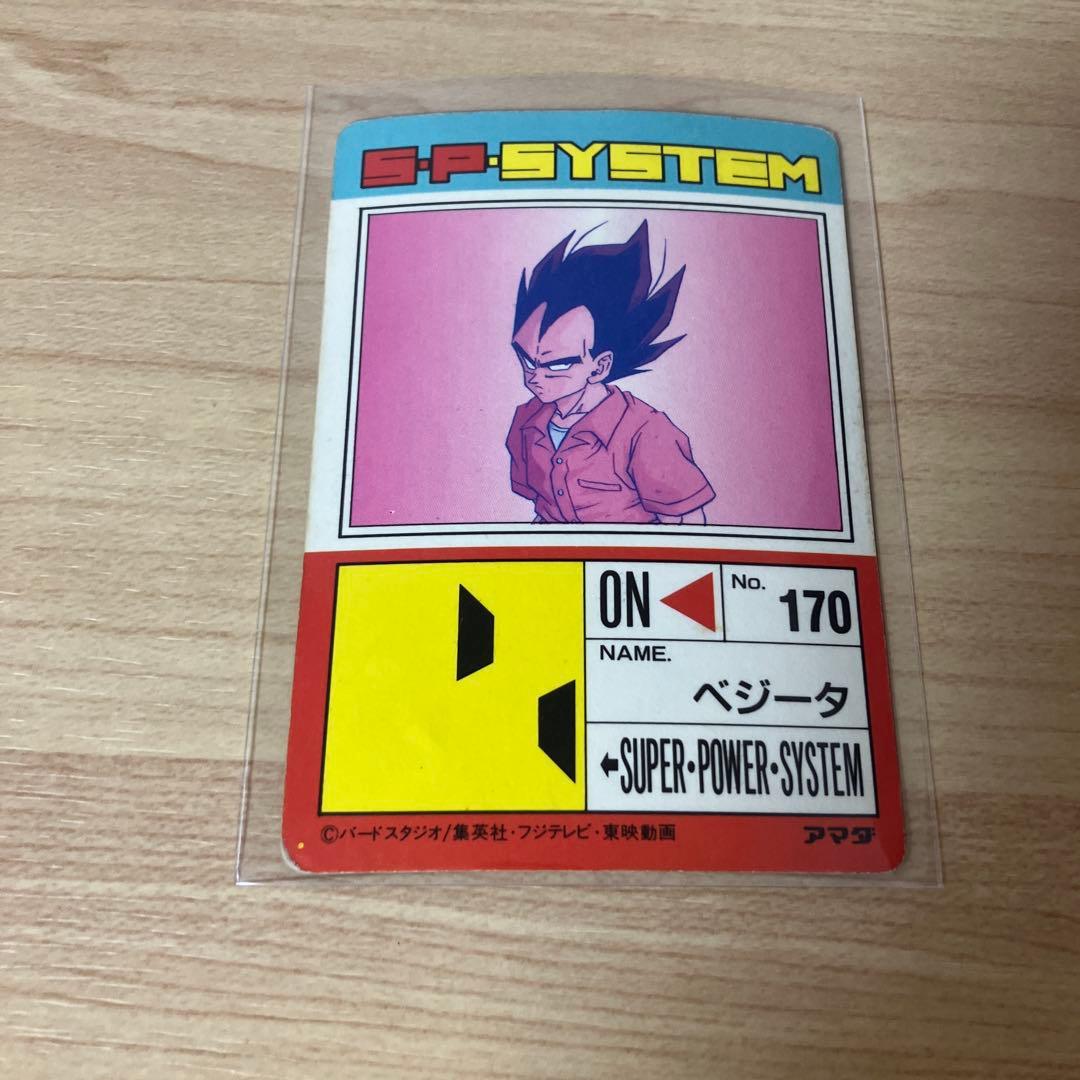 S·P·SYSTEM
ON
No.
170
NAME.
ベジータ
SUPER·POWER·SYSTEM
©バードスタジオ/集英社・フジテレビ・東映動画
アマダ